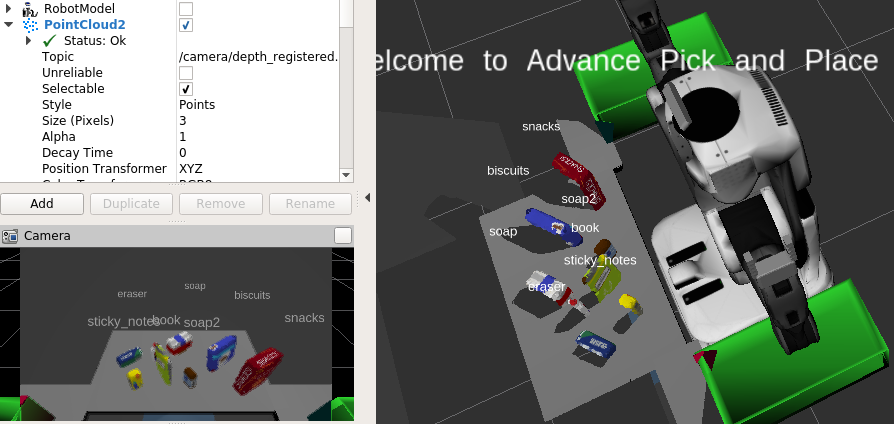 RobotModel
PointCloud2
Status: Ok
Topic /camera/depth_registered.
Unreliable
Selectable
Style Points
Size (Pixels) 3
Alpha 1
Decay Time 0
Position Transformer XYZ
Add Duplicate Remove Rename
Camera
soap
eraser
biscuits
sticky_notes
book
soap2
snacks
elcome to Advance Pick and Place
snacks
biscuits
soap2
book
soap
sticky_notes
eraser